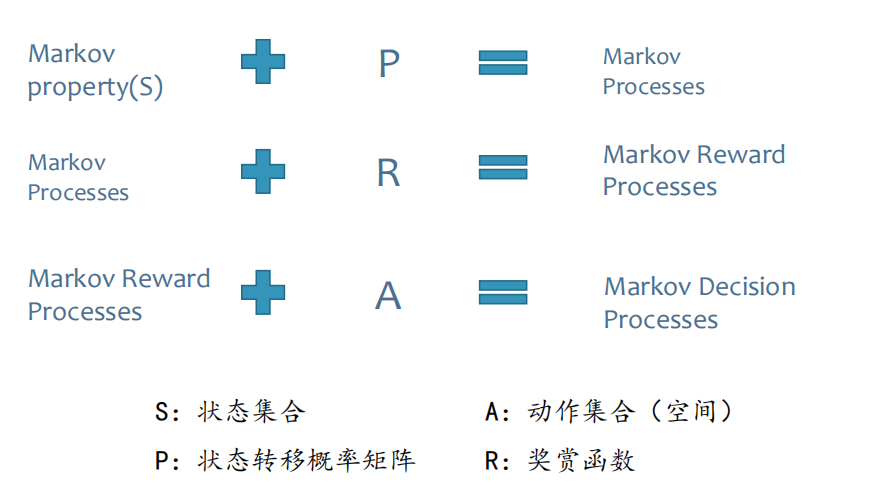 Markov
property(S)
P
Markov
Processes
Markov
Processes
R
Markov Reward
Processes
Markov Reward
Processes
A
Markov Decision
Processes
S: 状态集合
A: 动作集合（空间）
P: 状态转移概率矩阵
R: 奖赏函数